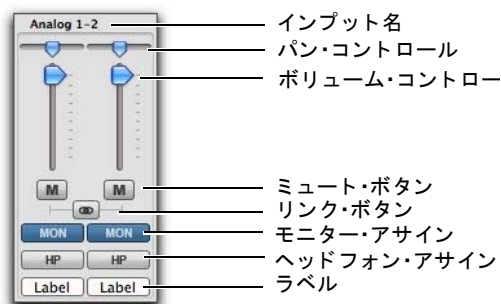 Analog 1-2
インプット名
パン・コントロール
ボリューム・コントロー
M M
ミュート・ボタン
リンク・ボタン
MON MON
モニター・アサイン
HP HP
ヘッドフォン・アサイン
Label Label
ラベル